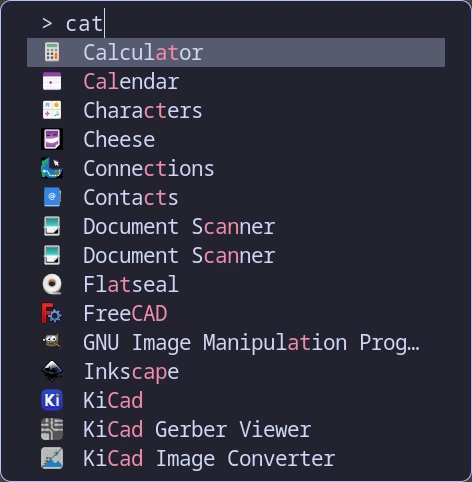 > cat
Calculator
Calendar
Characters
Cheese
Connections
Contacts
Document Scanner
Document Scanner
Flatseal
FreeCAD
GNU Image Manipulation Prog…
Inkscape
Ki KiCad
KiCad Gerber Viewer
KiCad Image Converter